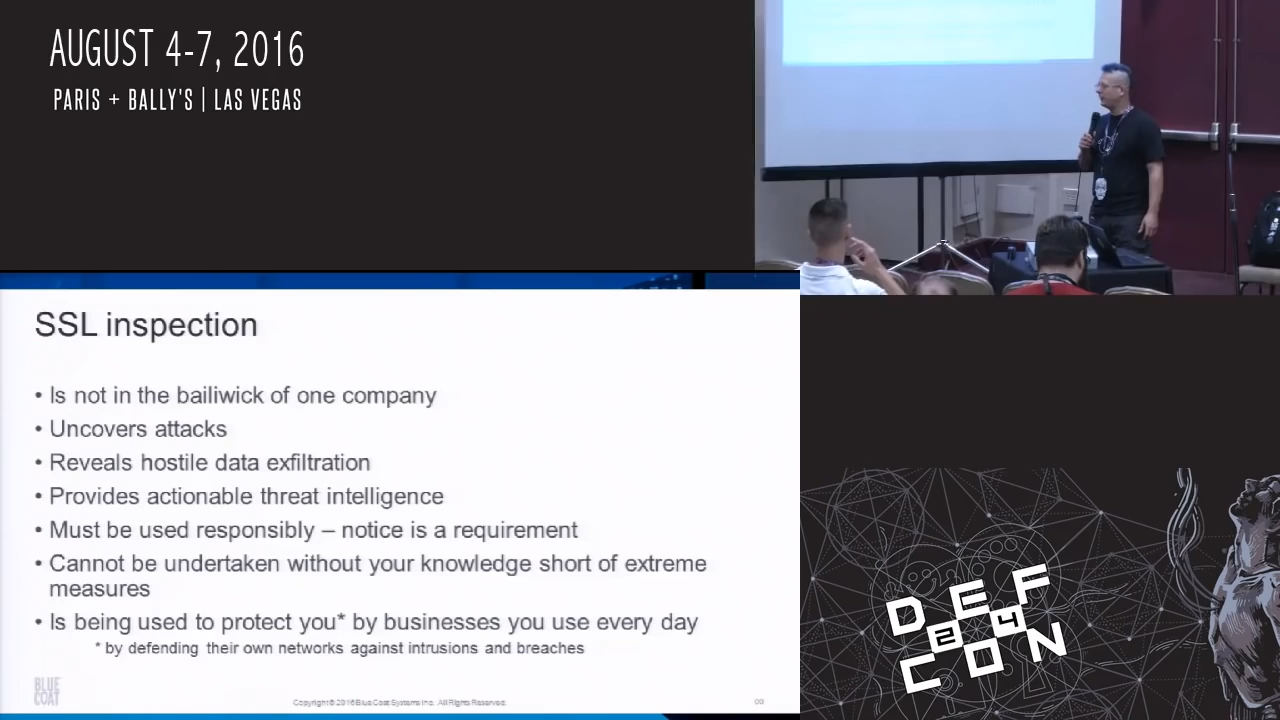 AUGUST 4-7, 2016
PARIS + BALLY'S | LAS VEGAS
SSL inspection
• Is not in the bailiwick of one company
• Uncovers attacks
• Reveals hostile data exfiltration
• Provides actionable threat intelligence
• Must be used responsibly – notice is a requirement
• Cannot be undertaken without your knowledge short of extreme
measures
• Is being used to protect you* by businesses you use every day
* by defending their own networks against intrusions and breaches
BLUE
COAT
Copyright © 2016 Blue Coat Systems Inc. All Rights Reserved.
DEF
24
CON